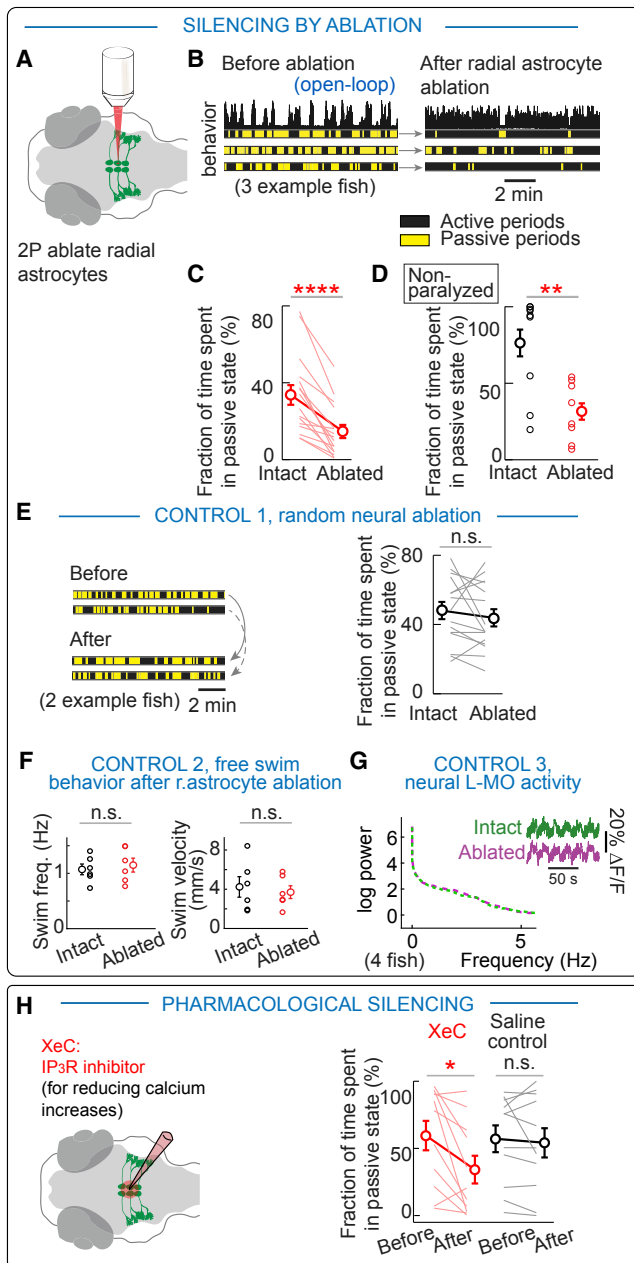 SILENCING BY ABLATION
A
2P ablate radial
astrocytes
B
Before ablation
(open-loop)
After radial astrocyte
ablation
behavior
(3 example fish)
2 min
Active periods
Passive periods
C
****
Fraction of time spent
in passive state (%)
80
40
0
Intact Ablated
D
Non-
paralyzed
**
Fraction of time spent
in passive state (%)
100
50
0
Intact Ablated
E
CONTROL 1, random neural ablation
Before
After
(2 example fish)
2 min
n.s.
Fraction of time spent
in passive state (%)
80
40
0
Intact Ablated
F
CONTROL 2, free swim
behavior after r.astrocyte ablation
n.s.
Swim freq. (Hz)
1
0
Intact
Ablated
n.s.
Swim velocity
(mm/s)
8
4
0
Intact
Ablated
G
CONTROL 3,
neural L-MO activity
log power
6
4
2
0
Intact
Ablated
50 s
20% ΔF/F
0
5
(4 fish)
Frequency (Hz)
H
PHARMACOLOGICAL SILENCING
XeC:
IP3R inhibitor
(for reducing calcium
increases)
XeC
*
Saline
control
n.s.
Fraction of time spent
in passive state (%)
100
50
0
Before
After
Before
After